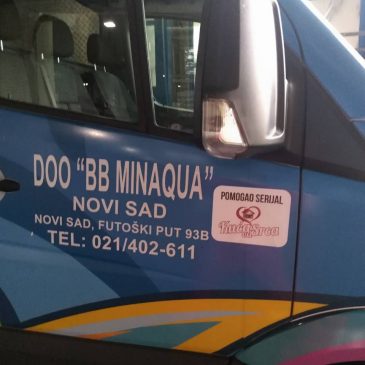 DOO "BB MINAQUA"
NOVI SAD
NOVI SAD, FUTOŠKI PUT 93B
TEL: 021/402-611
POMOGAO SERIJAL